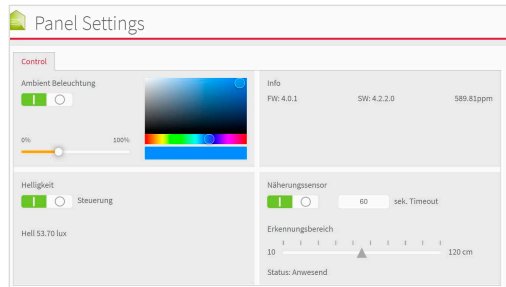 Panel Settings
Control
Ambient Beleuchtung
0% 100%
Info
FW: 4.0.1 SW: 4.2.2.0 589.81ppm
Helligkeit
Steuerung
Hell 53.70 lux
Näherungssensor
60 sek. Timeout
Erkennungsbereich
10 120 cm
Status: Anwesend